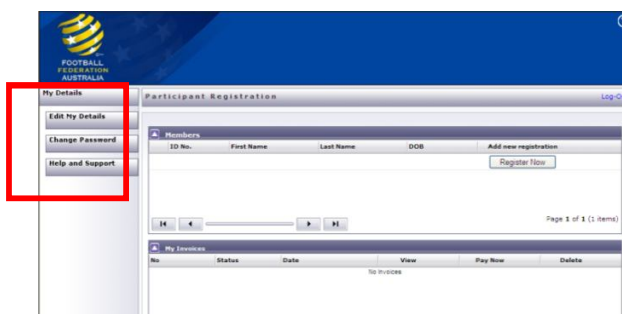 FOOTBALL
FEDERATION
AUSTRALIA
My Details
Edit My Details
Change Password
Help and Support
Participant Registration
Log-O
Members
ID No. First Name Last Name DOB Add new registration
Register Now
Page 1 of 1 (1 items)
My Invoices
No Status Date View Pay Now Delete
No Invoices